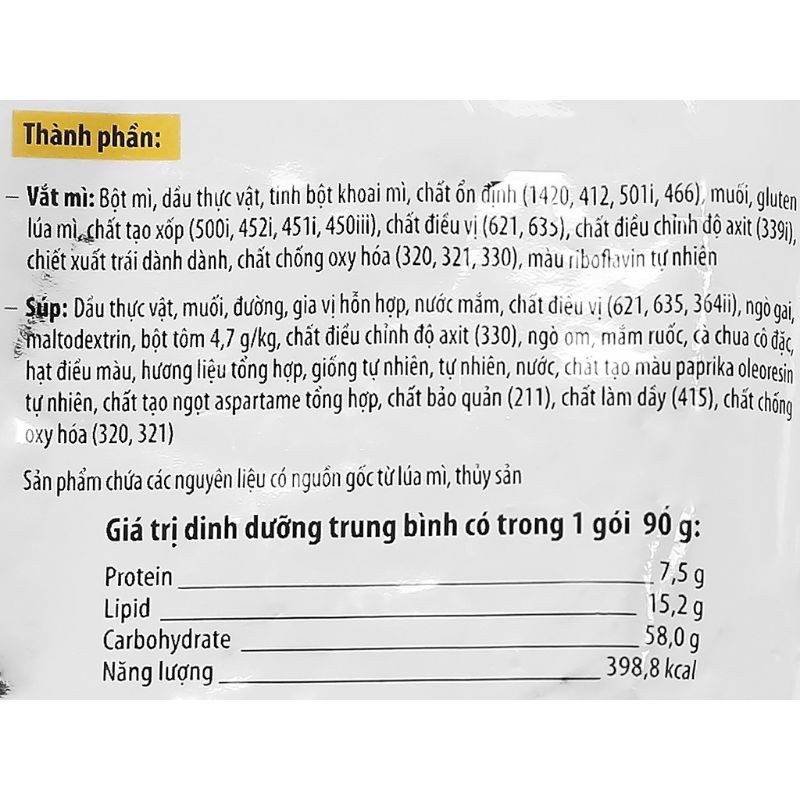 Thành phần:
– Vắt mì: Bột mì, dầu thực vật, tinh bột khoai mì, chất ổn định (1420, 412, 501i, 466), muối, gluten
lúa mì, chất tạo xốp (500i, 452i, 451i, 450iii), chất điều vị (621, 635), chất điều chỉnh độ axit (339i),
chiết xuất trái dành dành, chất chống oxy hóa (320, 321, 330), màu riboflavin tự nhiên
– Súp: Dầu thực vật, muối, đường, gia vị hỗn hợp, nước mắm, chất điều vị (621, 635, 364ii), ngò gai,
maltodextrin, bột tôm 4,7 g/kg, chất điều chỉnh độ axit (330), ngò om, mắm ruốc, cà chua cô đặc,
hạt điều màu, hương liệu tổng hợp, giống tự nhiên, tự nhiên, nước, chất tạo màu paprika oleoresin
tự nhiên, chất tạo ngọt aspartame tổng hợp, chất bảo quản (211), chất làm dầy (415), chất chống
oxy hóa (320, 321)
Sản phẩm chứa các nguyên liệu có nguồn gốc từ lúa mì, thủy sản
Giá trị dinh dưỡng trung bình có trong 1 gói 90 g:
Protein 7,5 g
Lipid 15,2 g
Carbohydrate 58,0 g
Năng lượng 398,8 kcal